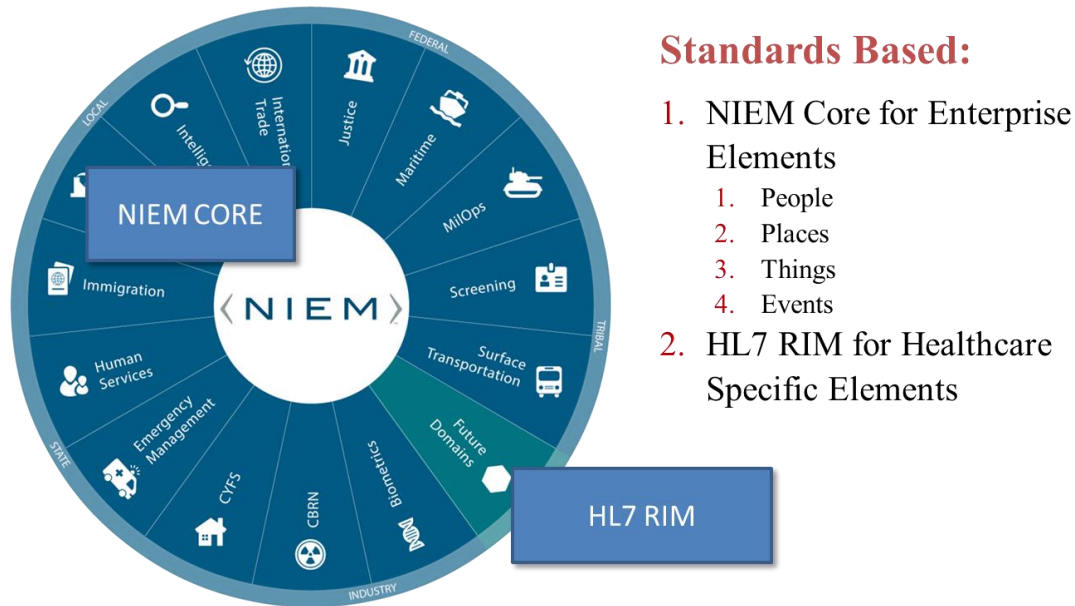 FEDERAL
LOCAL
TRIBAL
STATE
INDUSTRY
International
Trade
Justice
Maritime
MilOps
Screening
Surface
Transportation
Future
Domains
Biometrics
CBRN
CYFS
Emergency
Management
Human
Services
Immigration
NIEM CORE
NIEM
HL7 RIM
Standards Based:
1. NIEM Core for Enterprise
Elements
1. People
2. Places
3. Things
4. Events
2. HL7 RIM for Healthcare
Specific Elements